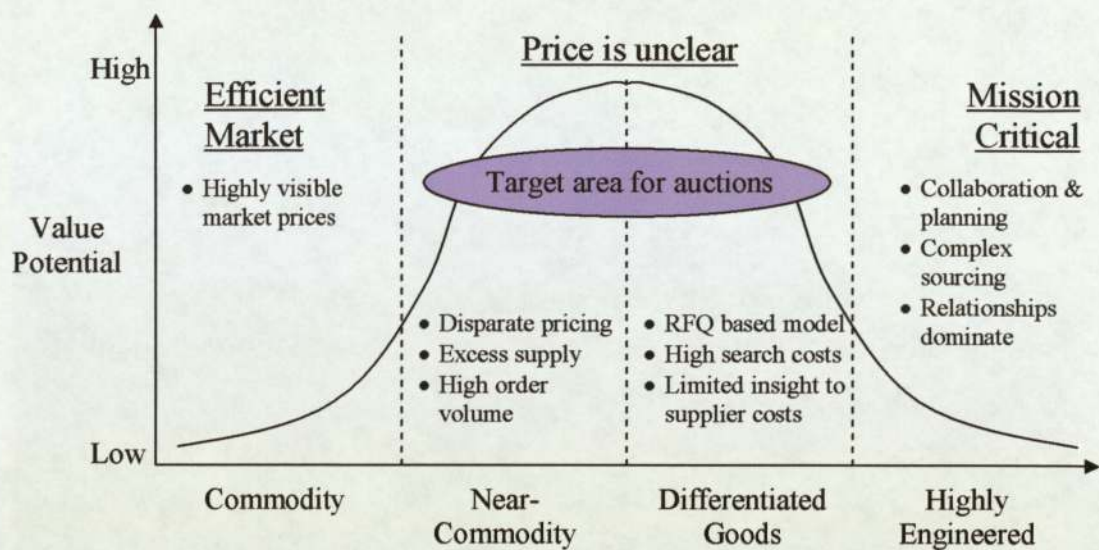 High
Value
Potential
Low
Efficient
Market
• Highly visible
market prices
Price is unclear
Target area for auctions
• Disparate pricing
• Excess supply
• High order
volume
• RFQ based model
• High search costs
• Limited insight to
supplier costs
Mission
Critical
• Collaboration &
planning
• Complex
sourcing
• Relationships
dominate
Commodity
Near-
Commodity
Differentiated
Goods
Highly
Engineered